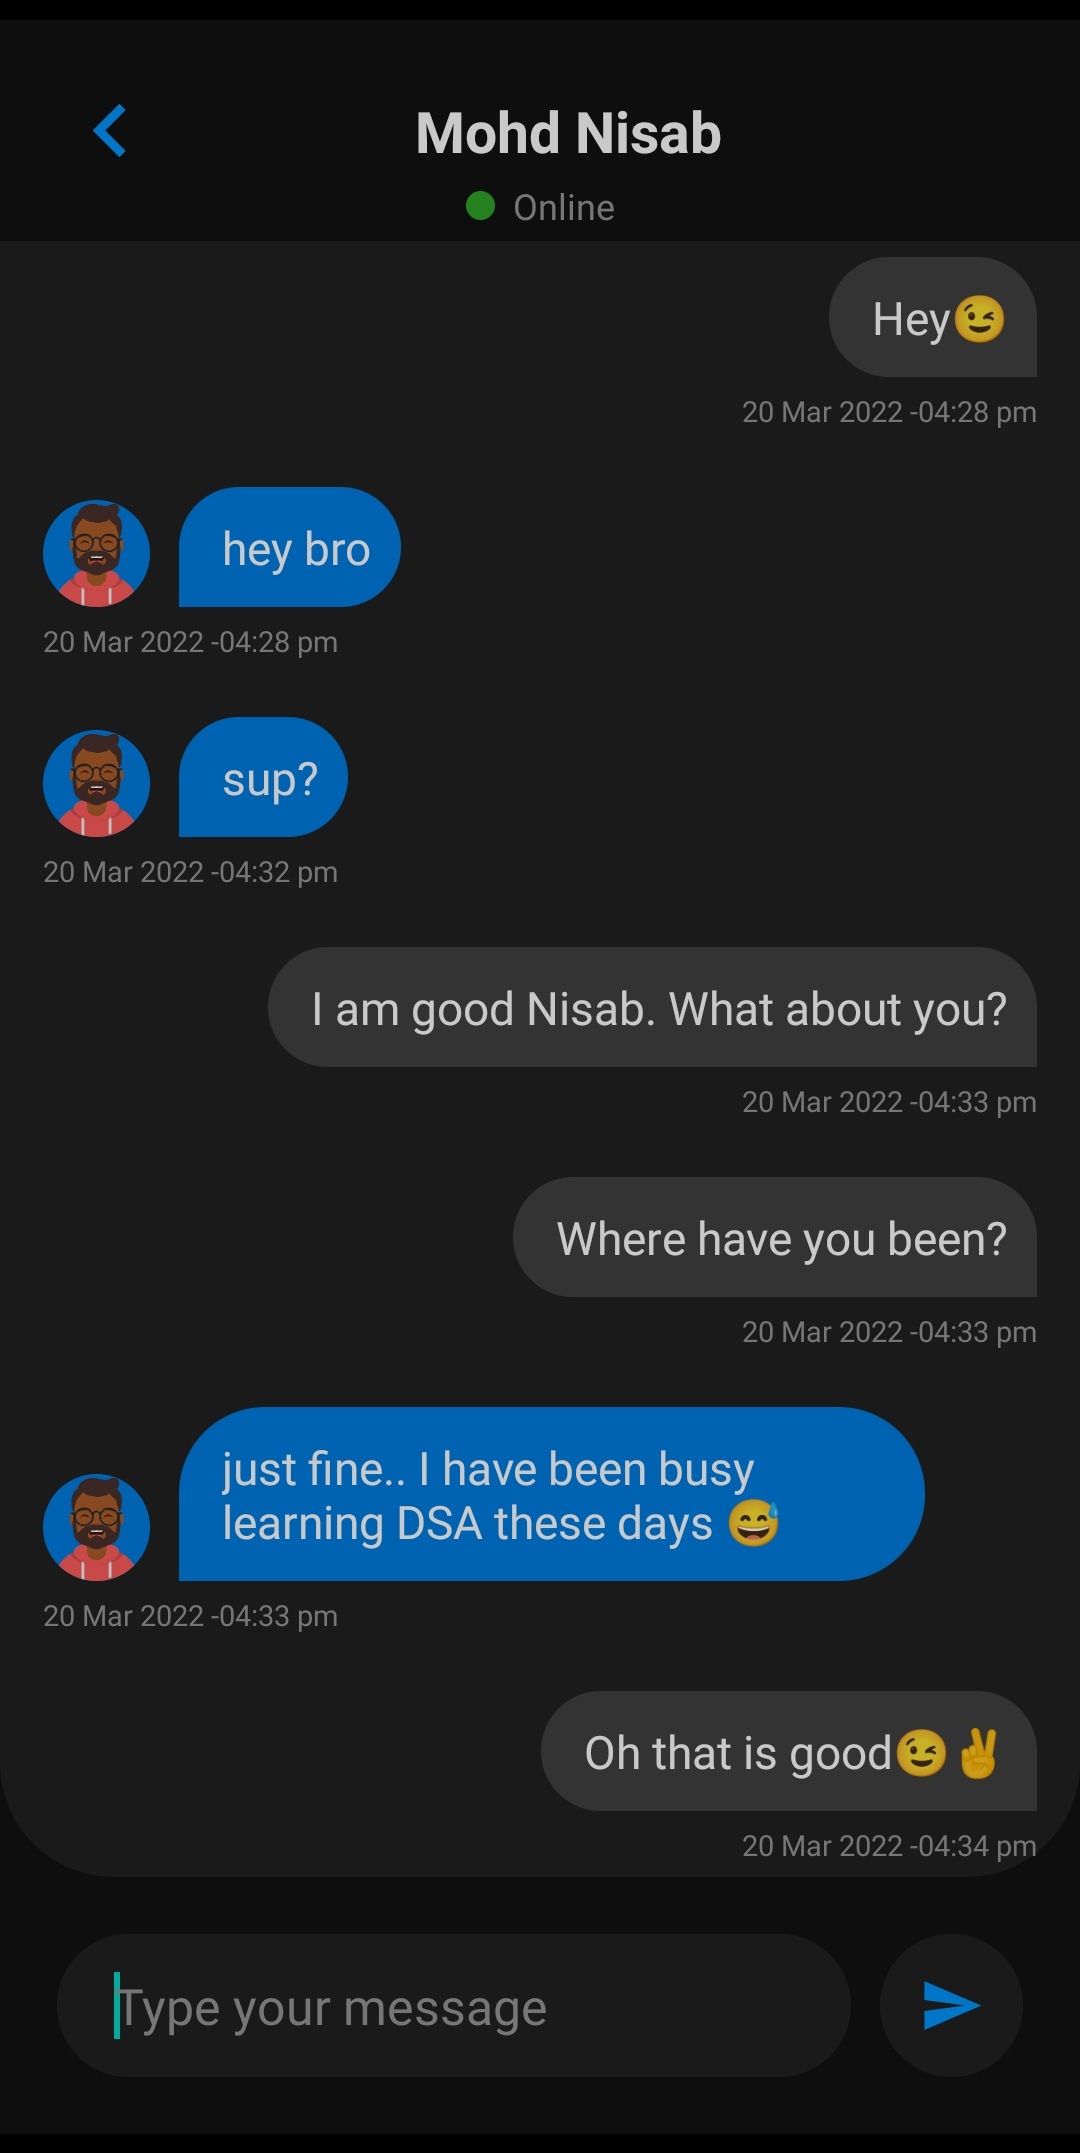 Mohd Nisab
Online
Hey😉
20 Mar 2022 -04:28 pm
hey bro
20 Mar 2022 -04:28 pm
sup?
20 Mar 2022 -04:32 pm
I am good Nisab. What about you?
20 Mar 2022 -04:33 pm
Where have you been?
20 Mar 2022 -04:33 pm
just fine.. I have been busy
learning DSA these days 😅
20 Mar 2022 -04:33 pm
Oh that is good😉✌
20 Mar 2022 -04:34 pm
Type your message